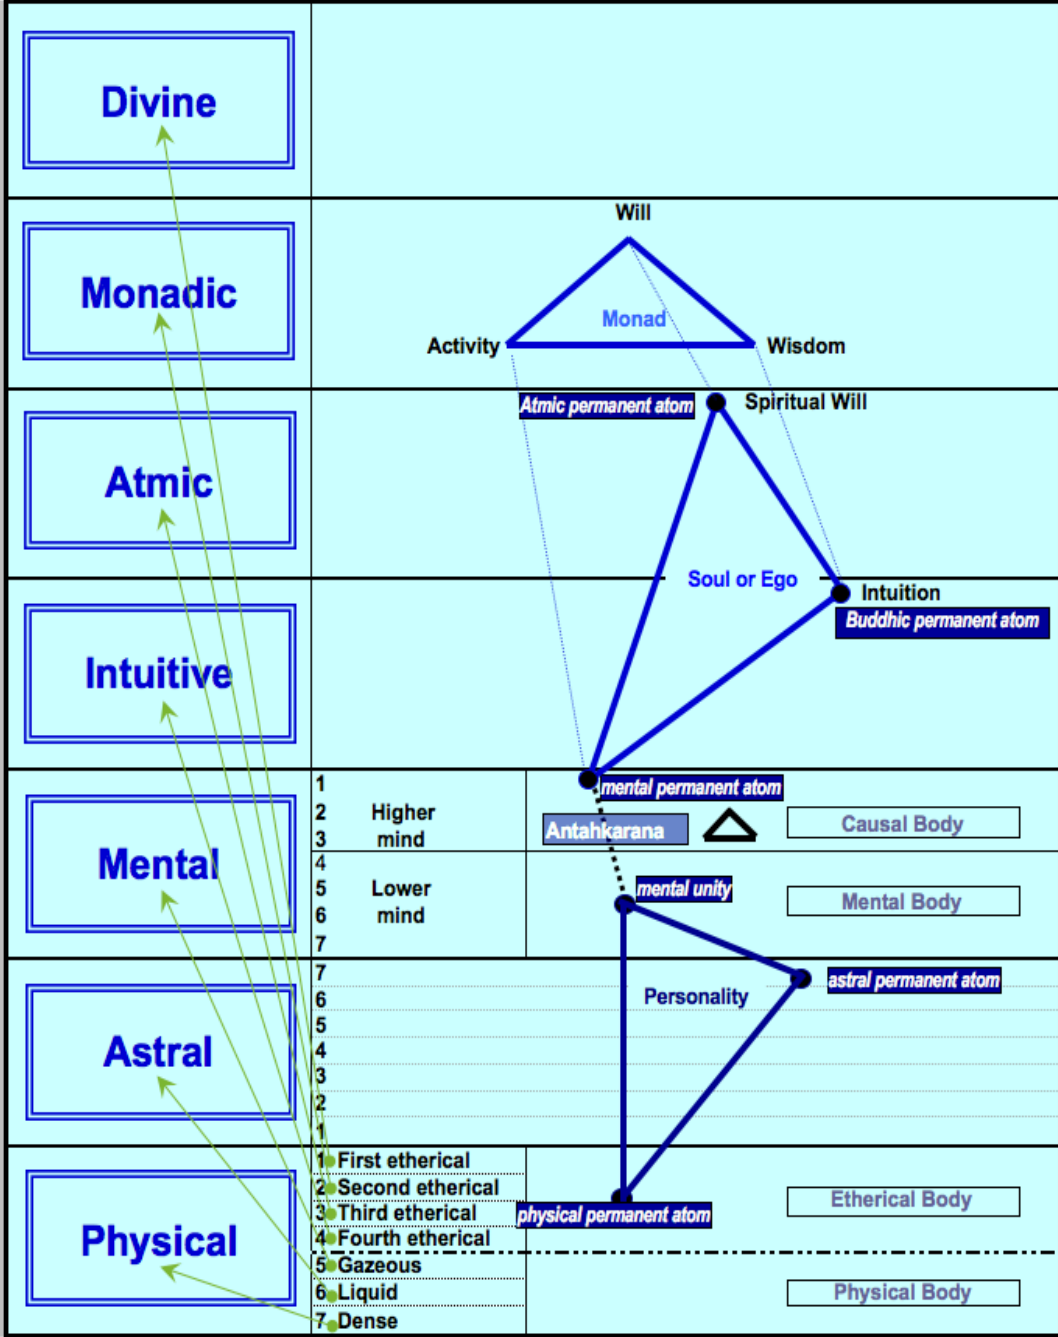 Divine
Monadic
Will
Monad
Activity
Wisdom
Atmic
Atmic permanent atom
Spiritual Will
Soul or Ego
Intuitive
Intuition
Buddhic permanent atom
Mental
1
2 Higher
3 mind
4
5 Lower
6 mind
7
mental permanent atom
Antahkarana
Causal Body
mental unity
Mental Body
Astral
7
6
5
4
3
2
1
Personality
astral permanent atom
Physical
1 First etherical
2 Second etherical
3 Third etherical
4 Fourth etherical
5 Gazeous
6 Liquid
7 Dense
physical permanent atom
Etherical Body
Physical Body